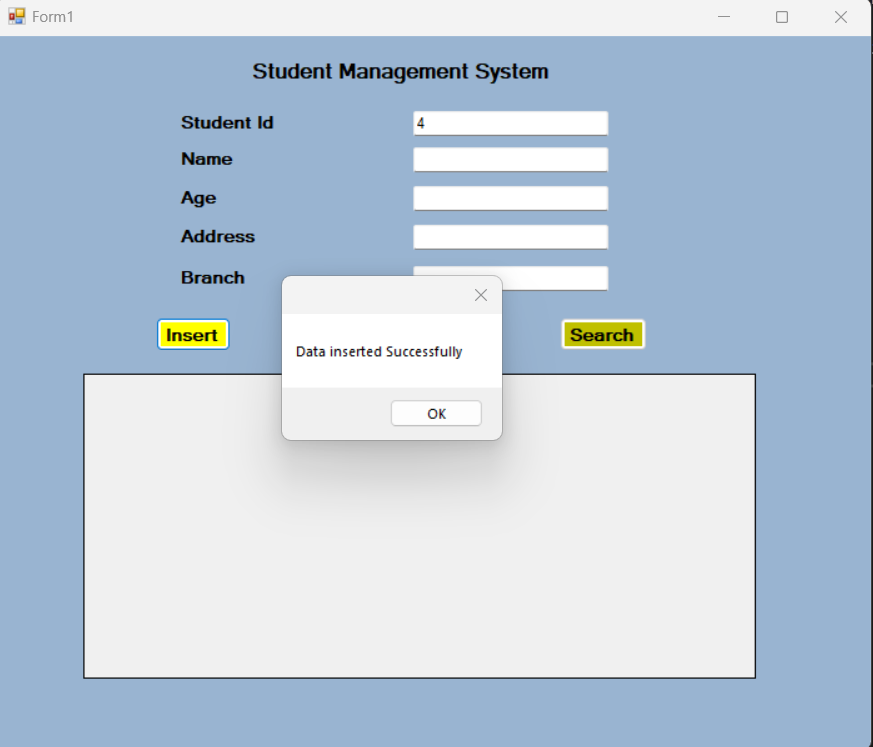 Form1
Student Management System
Student Id 4
Name
Age
Address
Branch
Insert Search
Data inserted Successfully
OK